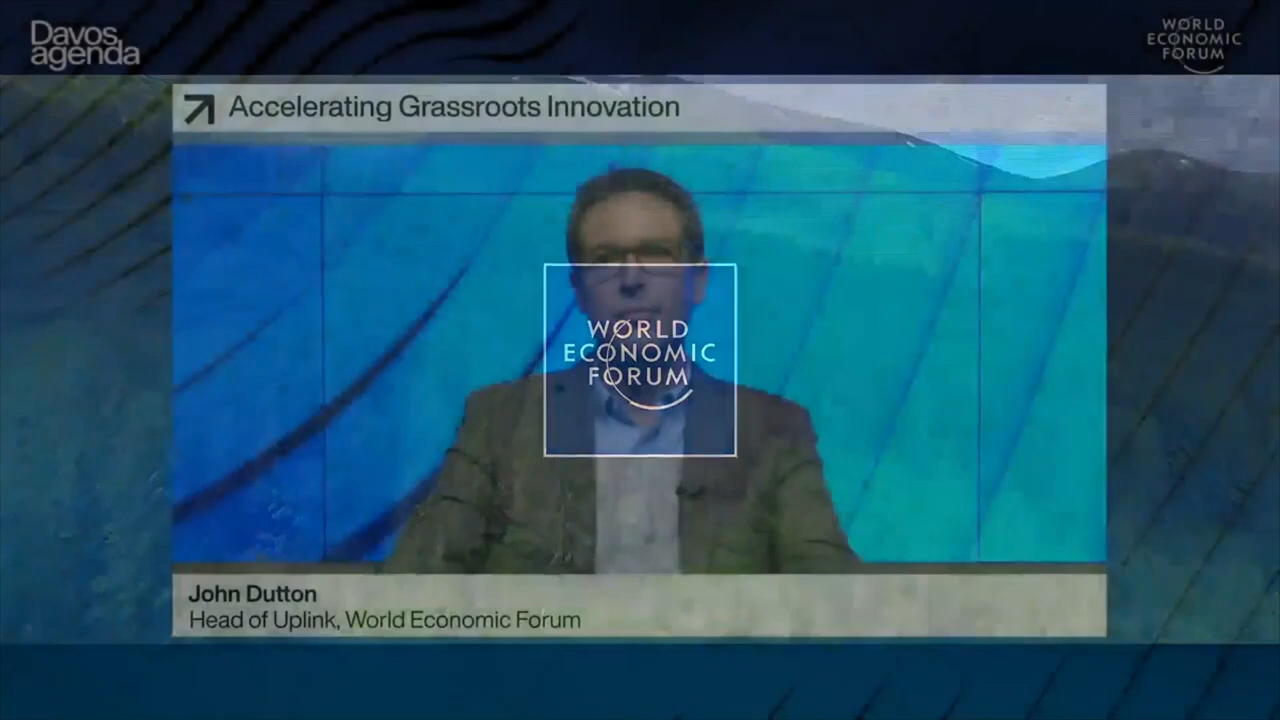 Davos
agenda
WORLD
ECONOMIC
FORUM
Accelerating Grassroots Innovation
WORLD
ECONOMIC
FORUM
John Dutton
Head of Uplink, World Economic Forum